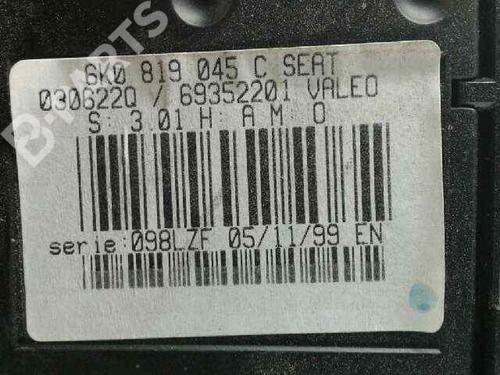 B-PARTS
6K0 819 045 C SEAT
030622Q / 69352201 VALEO
S: 3.01 H: A M: 0
serie:098LZF 05/11/99 EN